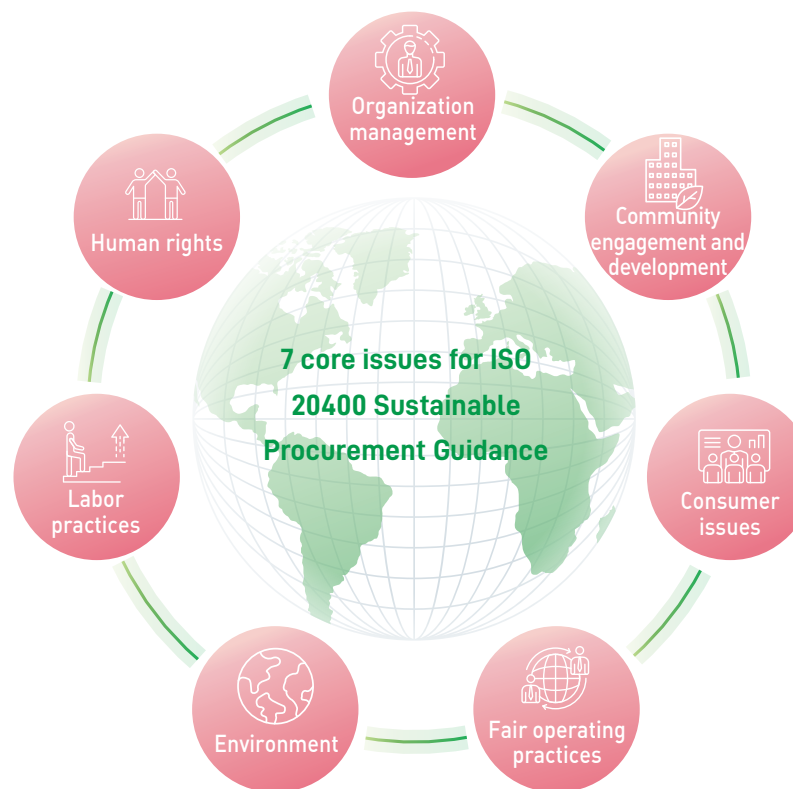 Organization
management
Community
engagement and
development
Human rights
7 core issues for ISO
20400 Sustainable
Procurement Guidance
Labor
practices
Consumer
issues
Environment
Fair operating
practices